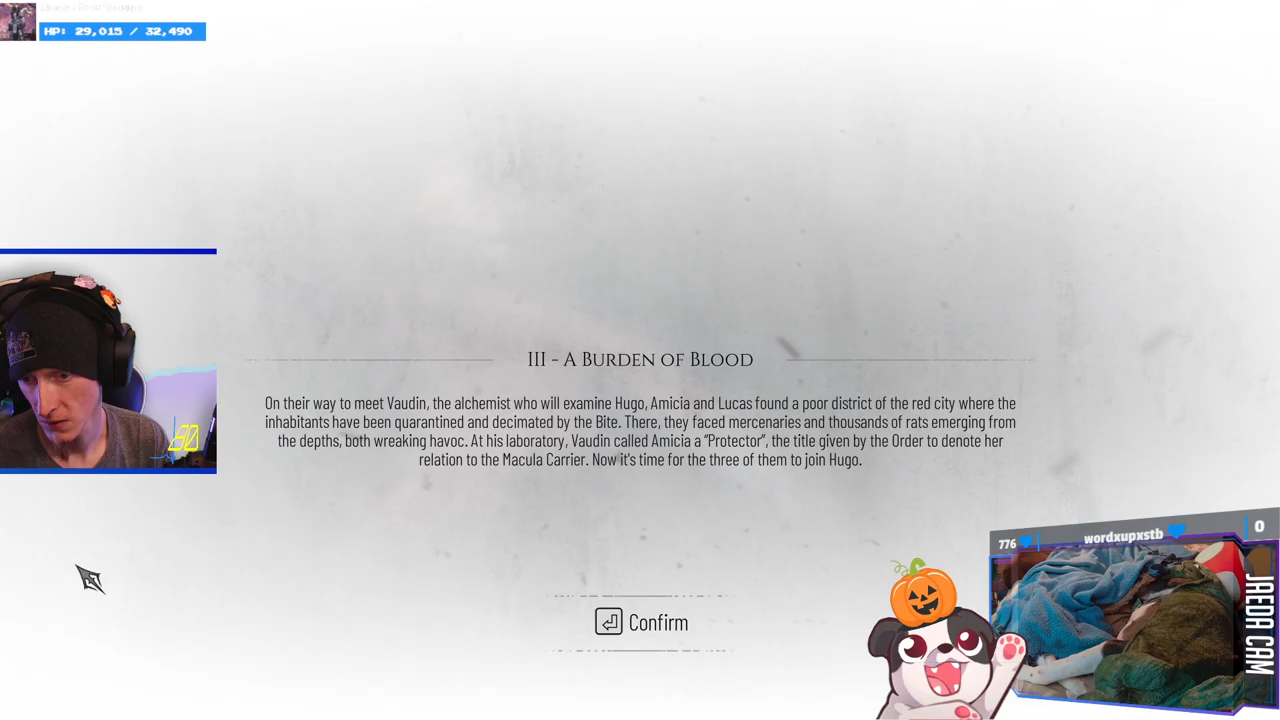 HP: 29,015 / 32,490
III - A Burden of Blood
On their way to meet Vaudin, the alchemist who will examine Hugo, Amicia and Lucas found a poor district of the red city where the
inhabitants have been quarantined and decimated by the Bite. There, they faced mercenaries and thousands of rats emerging from
the depths, both wreaking havoc. At his laboratory, Vaudin called Amicia a "Protector", the title given by the Order to denote her
relation to the Macula Carrier. Now it's time for the three of them to join Hugo.
80
776 wordxupxstb 0
JAEDA CAM
Confirm